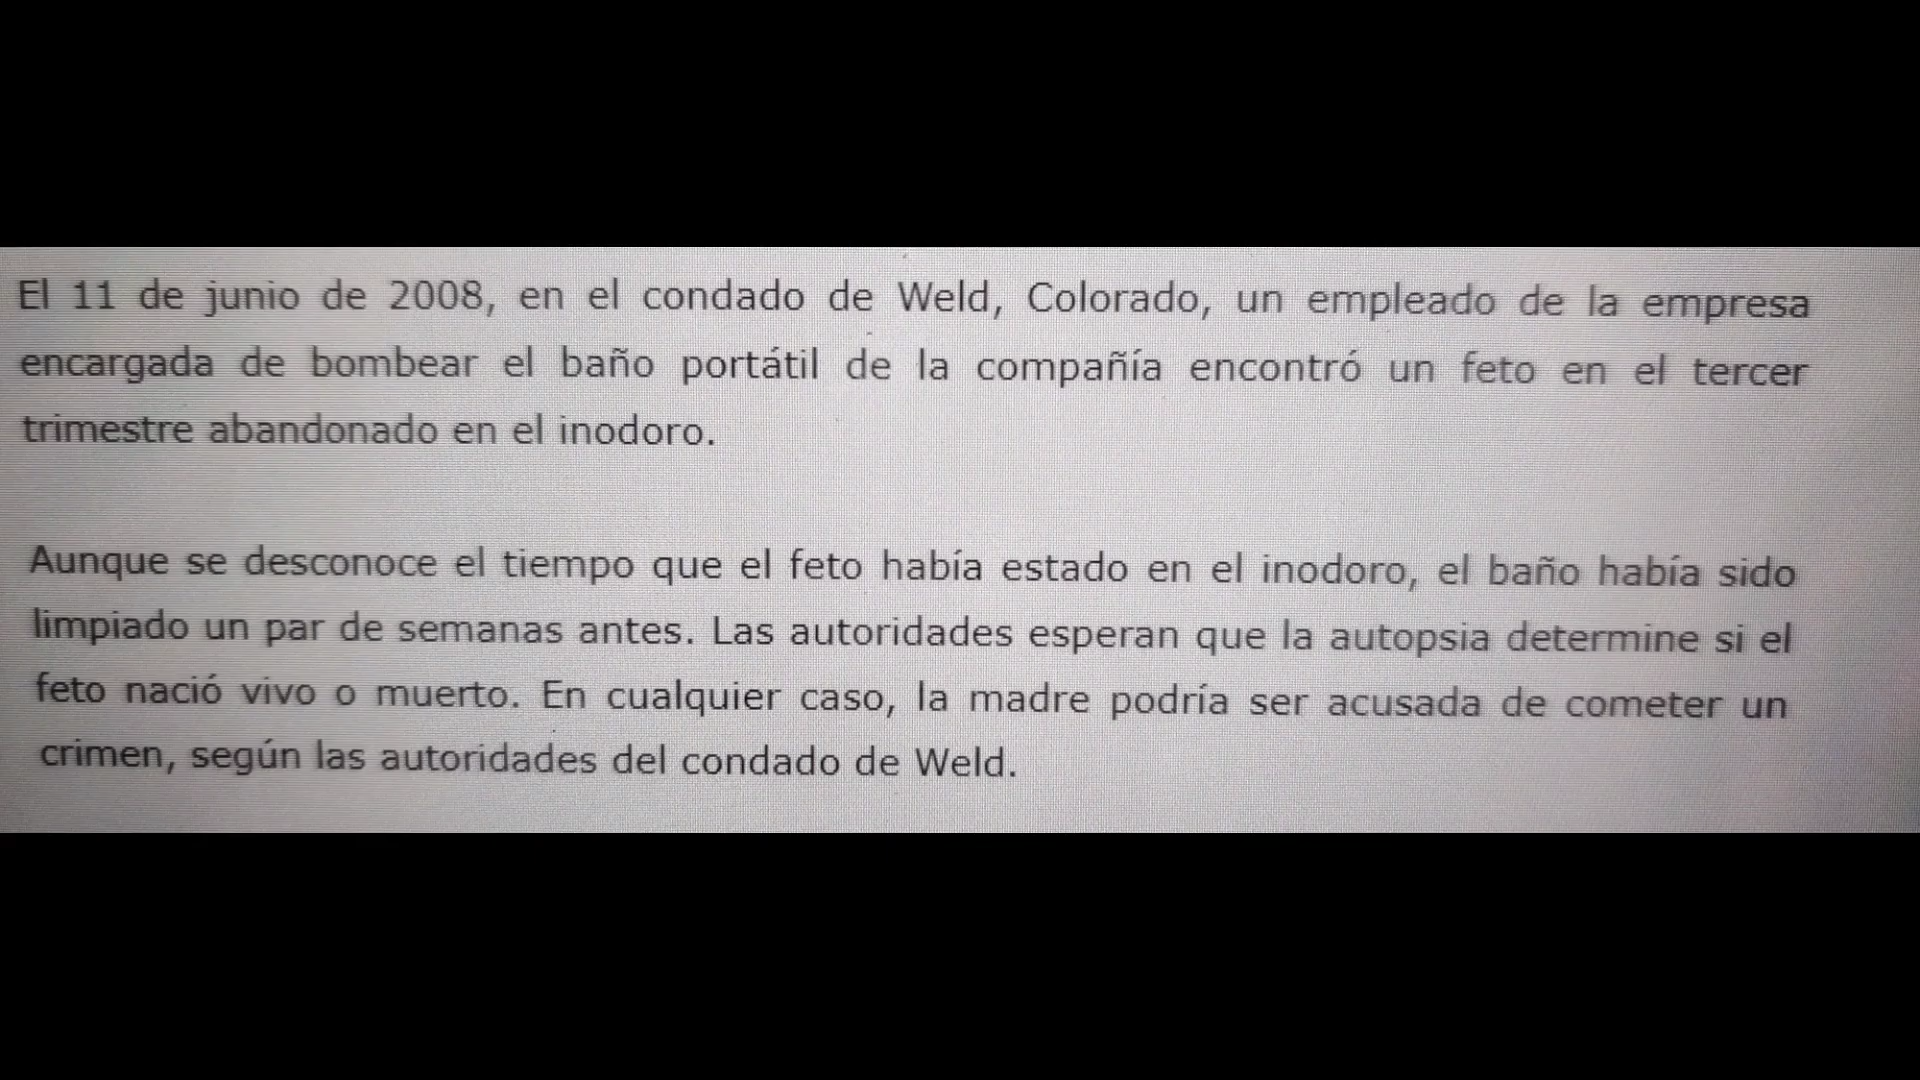 El 11 de junio de 2008, en el condado de Weld, Colorado, un empleado de la empresa
encargada de bombear el baño portátil de la compañía encontró un feto en el tercer
trimestre abandonado en el inodoro.
Aunque se desconoce el tiempo que el feto había estado en el inodoro, el baño había sido
limpiado un par de semanas antes. Las autoridades esperan que la autopsia determine si el
feto nació vivo o muerto. En cualquier caso, la madre podría ser acusada de cometer un
crimen, según las autoridades del condado de Weld.